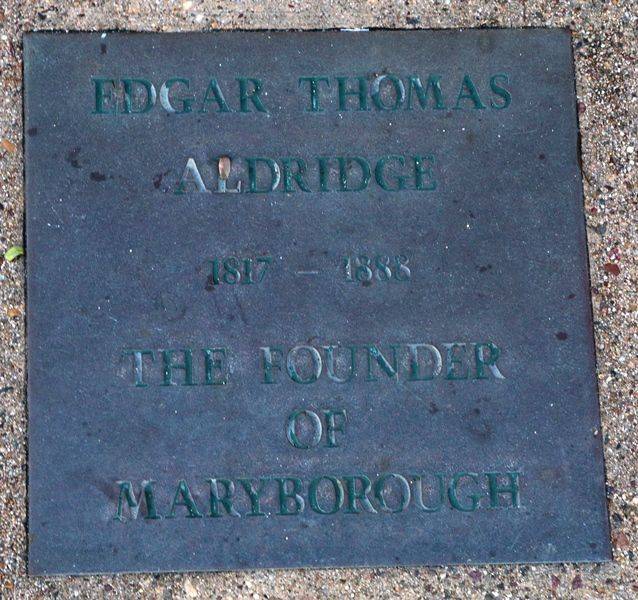 EDGAR THOMAS
ALDRIDGE
1817 – 1888
THE FOUNDER
OF
MARYBOROUGH